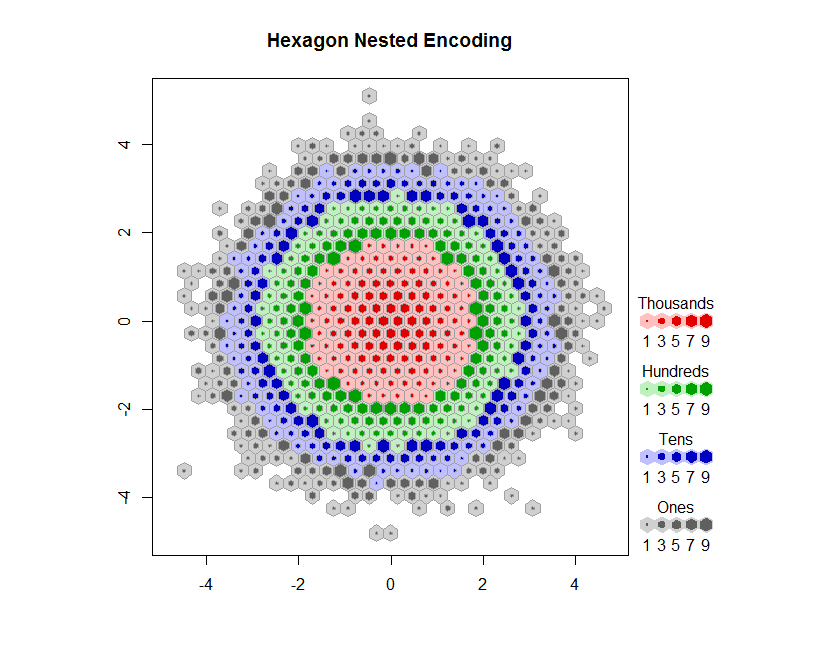 Hexagon Nested Encoding
4
2
0
-2
-4
-4 -2 0 2 4
Thousands
1 3 5 7 9
Hundreds
1 3 5 7 9
Tens
1 3 5 7 9
Ones
1 3 5 7 9